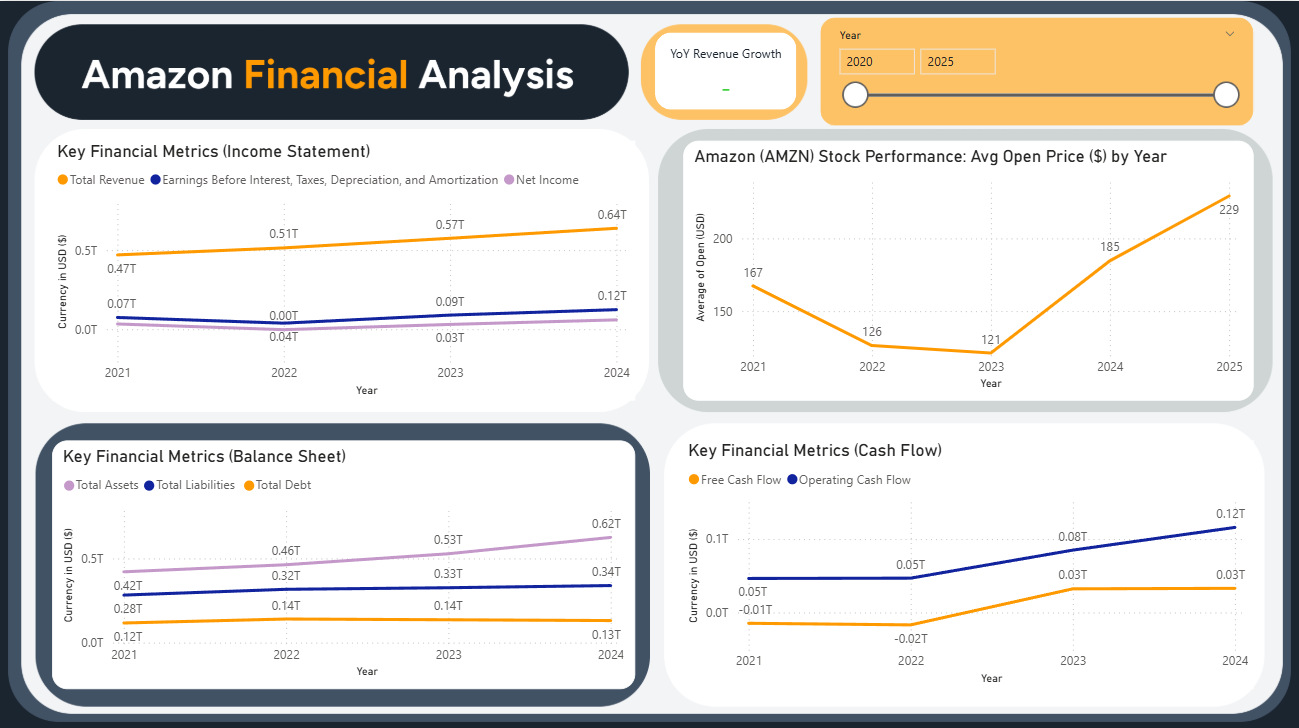 Amazon Financial Analysis
YoY Revenue Growth
–
Year
2020 2025
Key Financial Metrics (Income Statement)
Total Revenue Earnings Before Interest, Taxes, Depreciation, and Amortization Net Income
Currency in USD ($)
0.5T
0.0T
0.47T
0.51T
0.57T
0.64T
0.07T
0.00T
0.09T
0.12T
0.04T
0.03T
2021 2022 2023 2024
Year
Amazon (AMZN) Stock Performance: Avg Open Price ($) by Year
Average of Open (USD)
200
150
167
126
121
185
229
2021 2022 2023 2024 2025
Year
Key Financial Metrics (Balance Sheet)
Total Assets Total Liabilities Total Debt
Currency in USD ($)
0.5T
0.0T
0.42T
0.46T
0.53T
0.62T
0.28T
0.32T
0.33T
0.34T
0.12T
0.14T
0.14T
0.13T
2021 2022 2023 2024
Year
Key Financial Metrics (Cash Flow)
Free Cash Flow Operating Cash Flow
Currency in USD ($)
0.1T
0.0T
0.05T
0.05T
0.08T
0.12T
-0.01T
-0.02T
0.03T
0.03T
2021 2022 2023 2024
Year